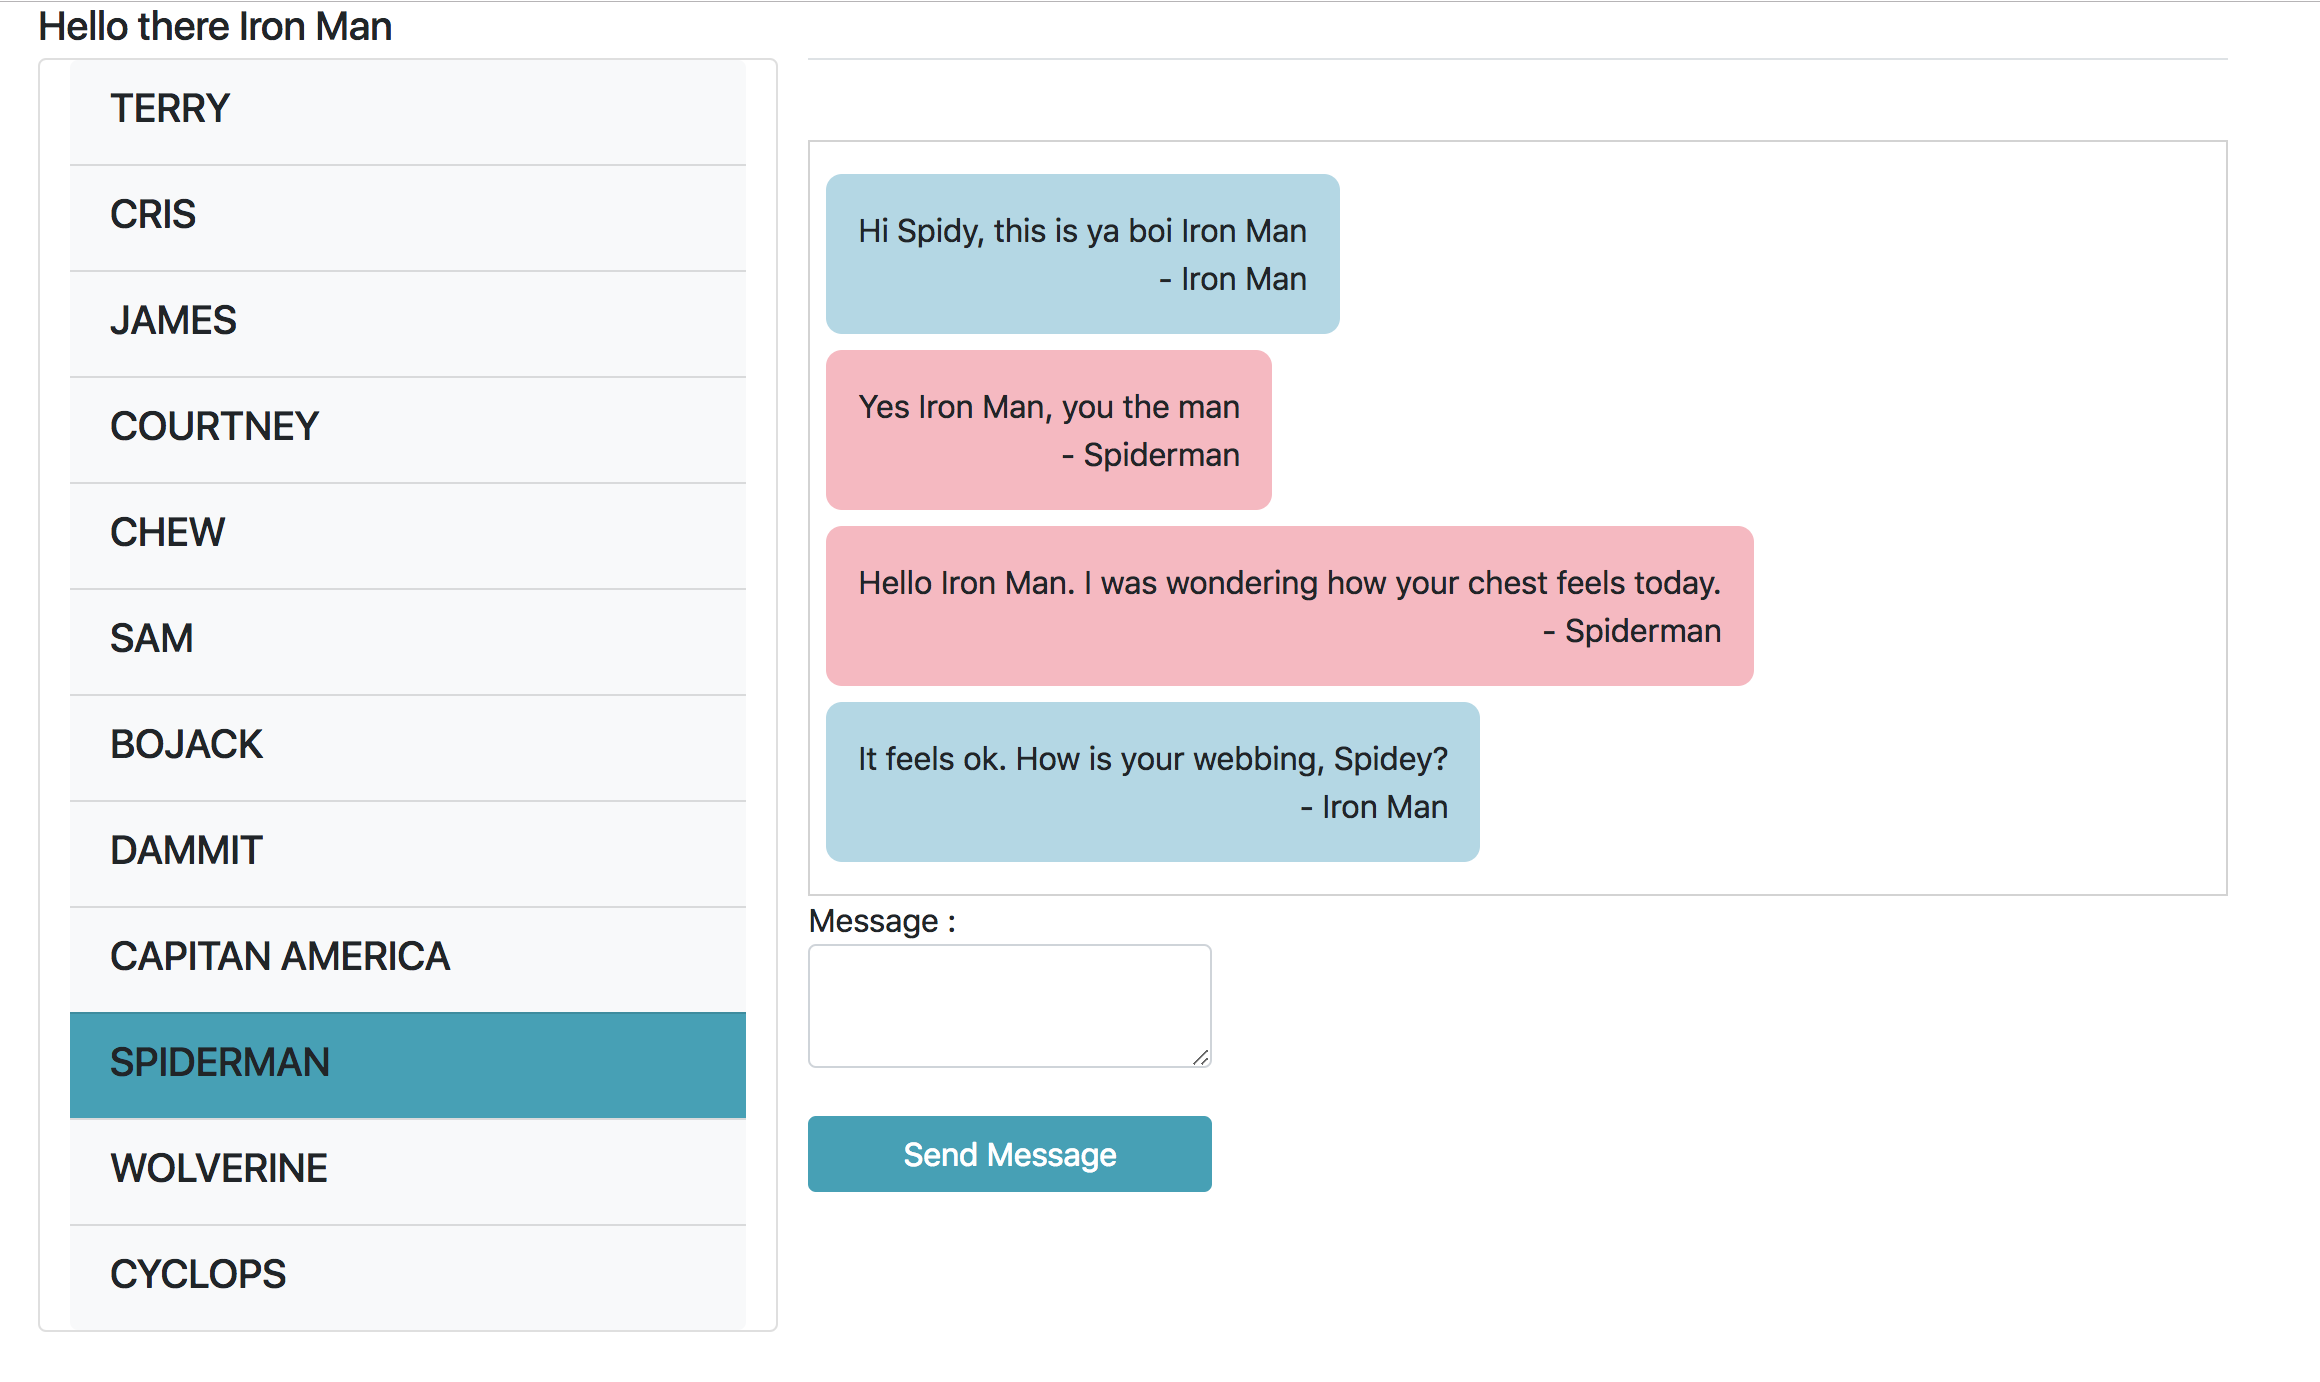 Hello there Iron Man
TERRY
CRIS
JAMES
COURTNEY
CHEW
SAM
BOJACK
DAMMIT
CAPITAN AMERICA
SPIDERMAN
WOLVERINE
CYCLOPS
Hi Spidy, this is ya boi Iron Man
- Iron Man
Yes Iron Man, you the man
- Spiderman
Hello Iron Man. I was wondering how your chest feels today.
- Spiderman
It feels ok. How is your webbing, Spidey?
- Iron Man
Message :
Send Message